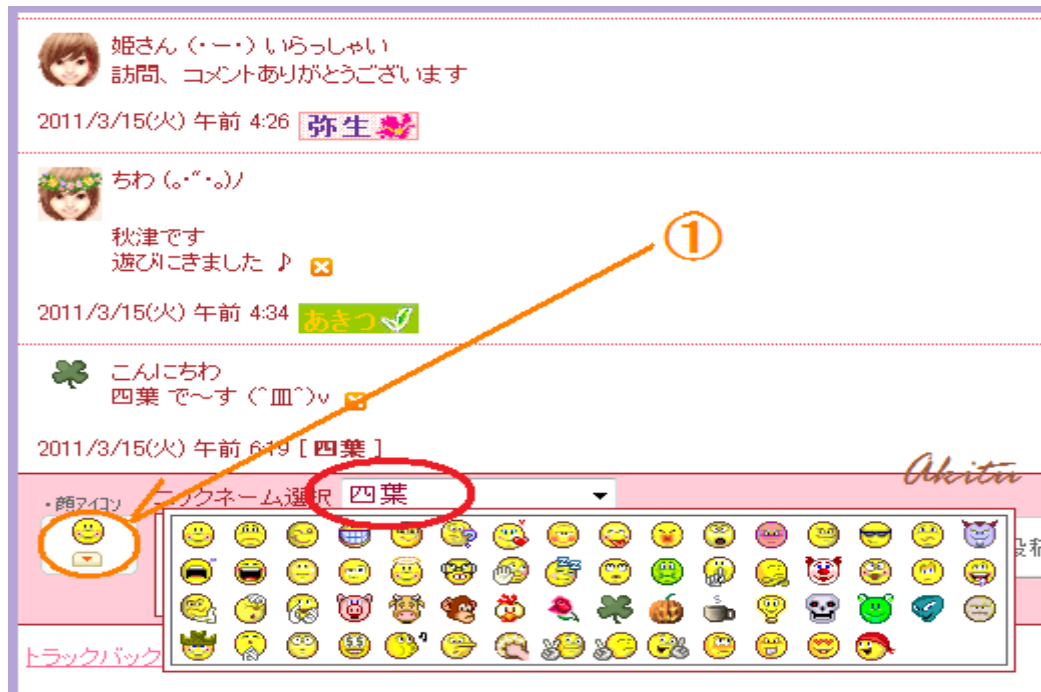 姫さん (・ー・) いらっしゃい
訪問、コメントありがとうございます
2011/3/15(火) 午前 4:26 弥生
ちわ (｡･˝･｡)ﾉ
秋津です
遊びにきました ♪
①
2011/3/15(火) 午前 4:34 あきつ
こんにちわ
四葉 で～す (^皿^)v
2011/3/15(火) 午前 6:19 [ 四葉 ]
Akitu
・顔アイコン
ニックネーム選択 四葉
投稿
トラックバック